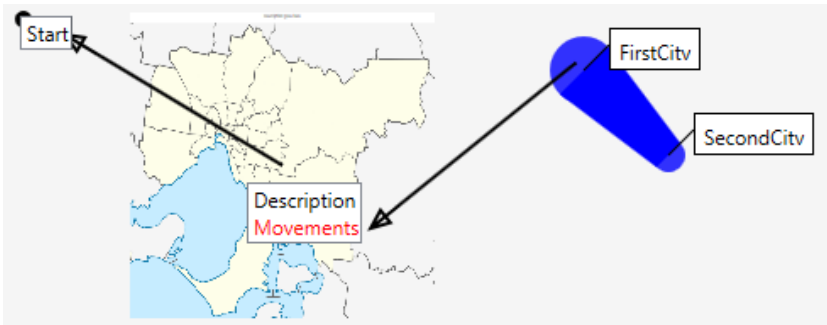 Start
FirstCity
SecondCity
Description
Movements